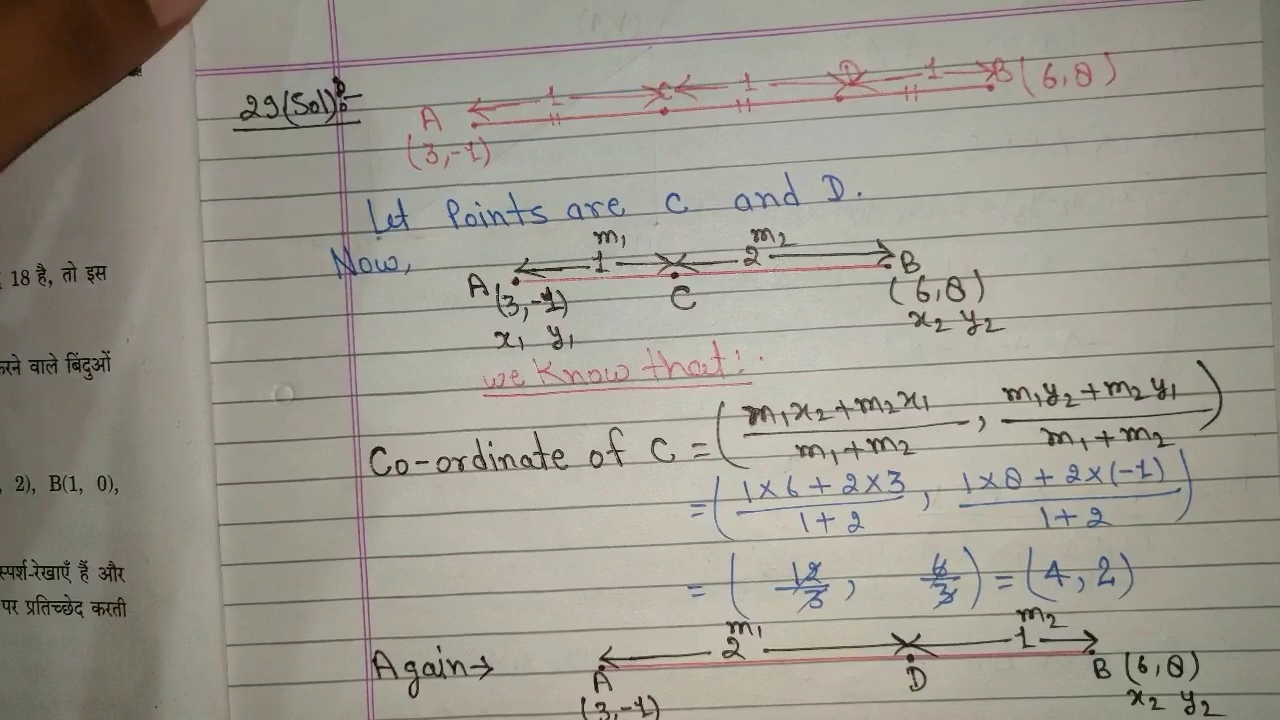 29(Sol):-
A 1 C 1 D 1 B(6,8)
(3,-1)
Let Points are C and D.
Now,
m₁ m₂
A 1 C 2 B
(3,-1) (6,8)
x₁ y₁ x₂ y₂
we Know that:-
Co-ordinate of C = (m₁x₂+m₂x₁/m₁+m₂, m₁y₂+m₂y₁/m₁+m₂)
= (1×6+2×3/1+2, 1×8+2×(-1)/1+2)
= (12/3, 6/3) = (4,2)
Again→
m₁ m₂
A 2 D 1 B (6,8)
(3,-1) x₂ y₂
18 है, तो इस
करने वाले बिंदुओं
, 2), B(1, 0),
स्पर्श-रेखाएँ हैं और
पर प्रतिच्छेद करती